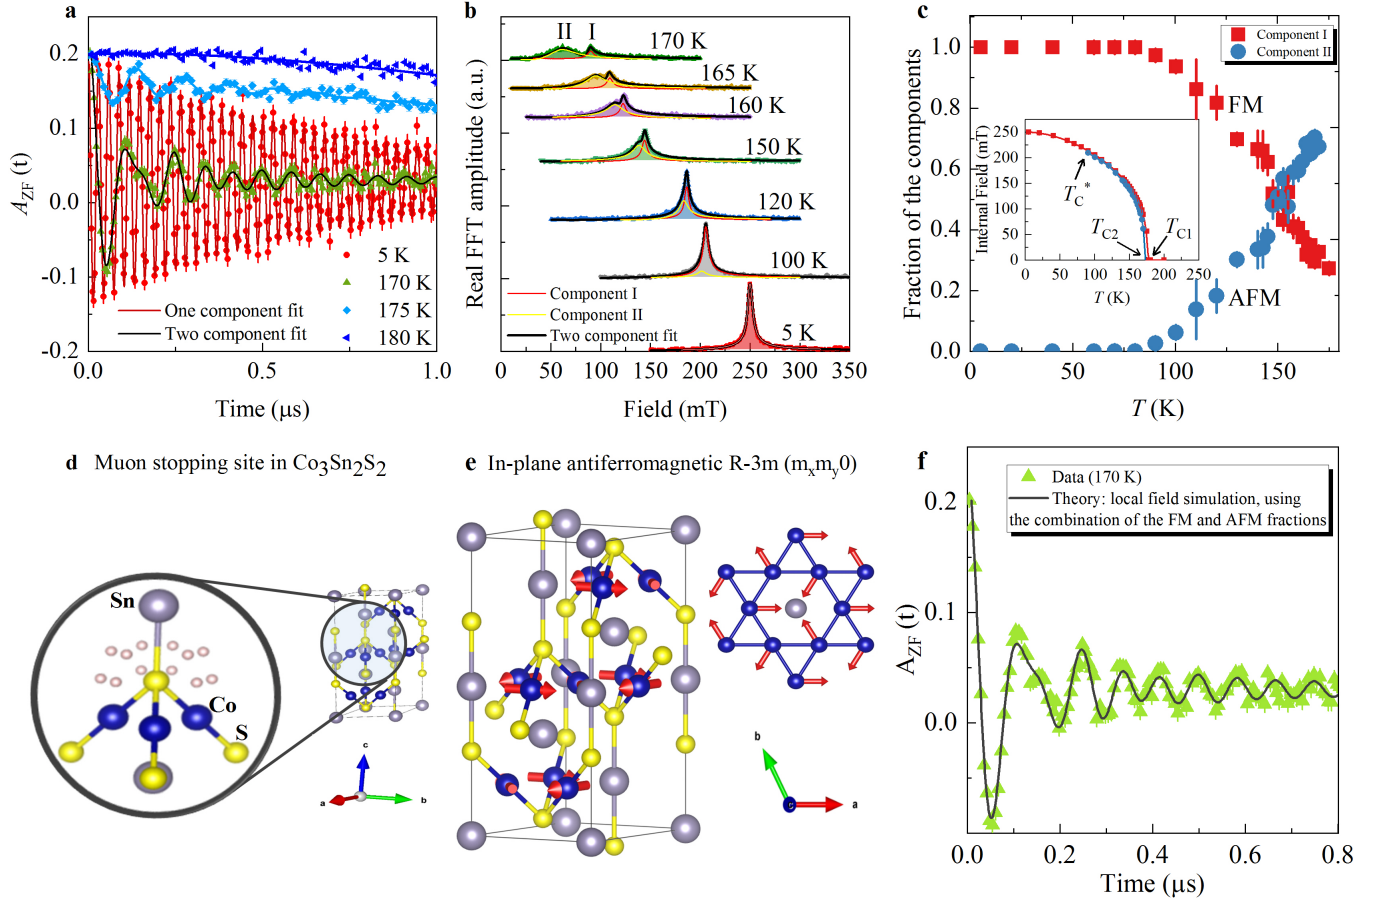 a
0.2
0.1
0.0
-0.1
-0.2
A_ZF (t)
5 K
170 K
175 K
180 K
One component fit
Two component fit
0.0
0.5
1.0
Time (μs)
b
II I
170 K
165 K
160 K
150 K
120 K
100 K
5 K
Component I
Component II
Two component fit
Real FFT amplitude (a.u.)
0 50 100 150 200 250 300 350
Field (mT)
c
Component I
Component II
1.0
0.8
0.6
0.4
0.2
0.0
Fraction of the components
FM
AFM
250
200
150
100
50
0
Internal Field (mT)
T_C^*
T_C2
T_C1
0 50 100 150 200 250
T (K)
0 50 100 150
T (K)
d Muon stopping site in Co₃Sn₂S₂
Sn
Co
S
c
a
b
e In-plane antiferromagnetic R-3m (mₓm_y0)
b
a
f
Data (170 K)
Theory: local field simulation, using
the combination of the FM and AFM fractions
0.2
0.1
0.0
A_ZF (t)
0.0 0.2 0.4 0.6 0.8
Time (μs)